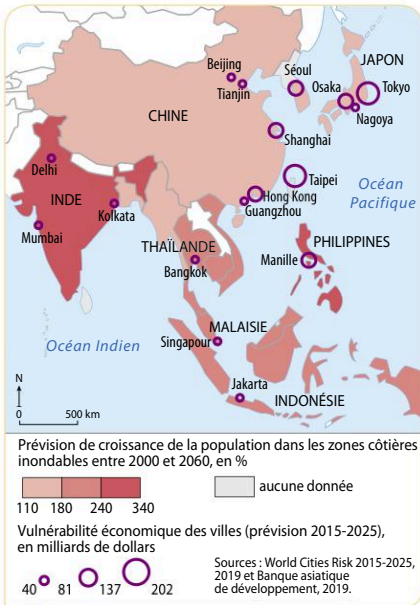 JAPON
Beijing
Séoul
Osaka
Tokyo
Tianjin
Nagoya
CHINE
Shanghai
Delhi
Taipei
Océan
Pacifique
INDE
Hong Kong
Kolkata
Guangzhou
Mumbai
THAÏLANDE
PHILIPPINES
Bangkok
Manille
MALAISIE
Océan Indien
Singapour
Jakarta
INDONÉSIE
N
0 500 km
Prévision de croissance de la population dans les zones côtières
inondables entre 2000 et 2060, en %
aucune donnée
110 180 240 340
Vulnérabilité économique des villes (prévision 2015-2025),
en milliards de dollars
40 81 137 202
Sources : World Cities Risk 2015-2025,
2019 et Banque asiatique
de développement, 2019.